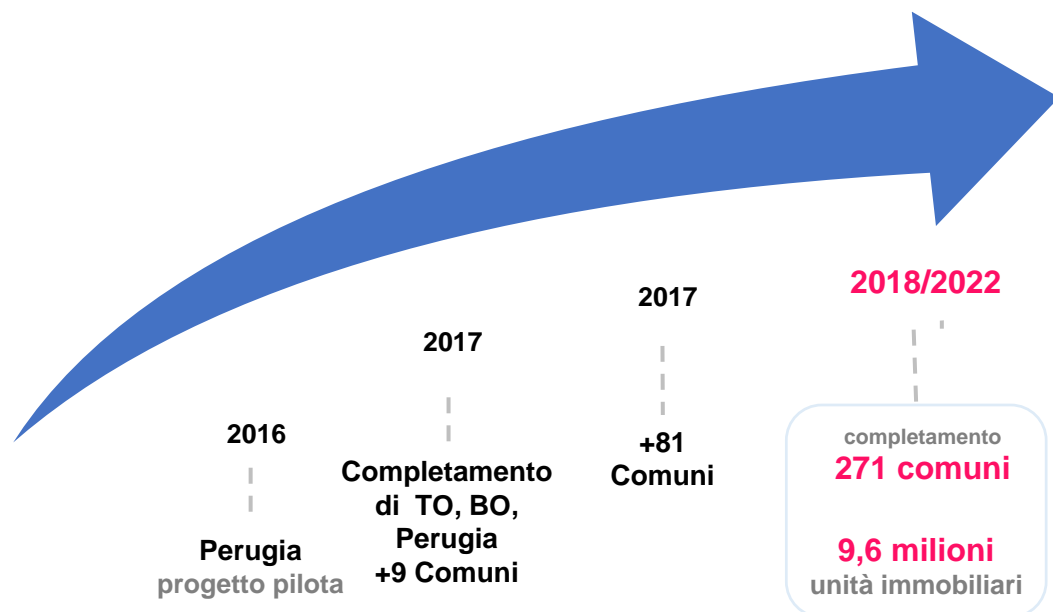 2016
Perugia
progetto pilota
2017
Completamento
di TO, BO,
Perugia
+9 Comuni
2017
+81
Comuni
2018/2022
completamento
271 comuni
9,6 milioni
unità immobiliari